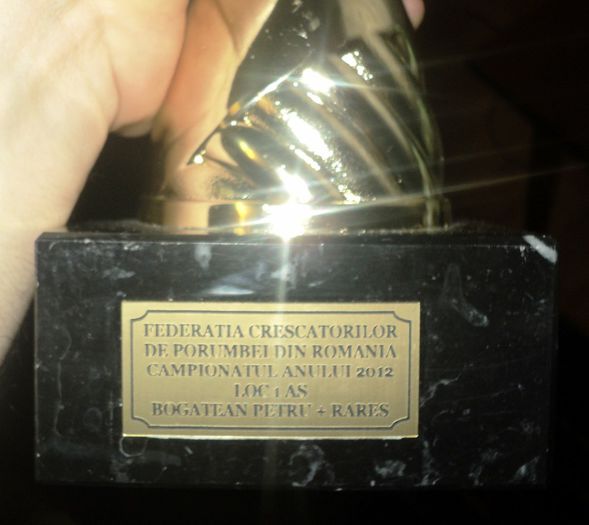 FEDERATIA CRESCATORILOR
DE PORUMBEI DIN ROMANIA
CAMPIONATUL ANULUI 2012
LOC 1 AS
BOGATEAN PETRU + RARES